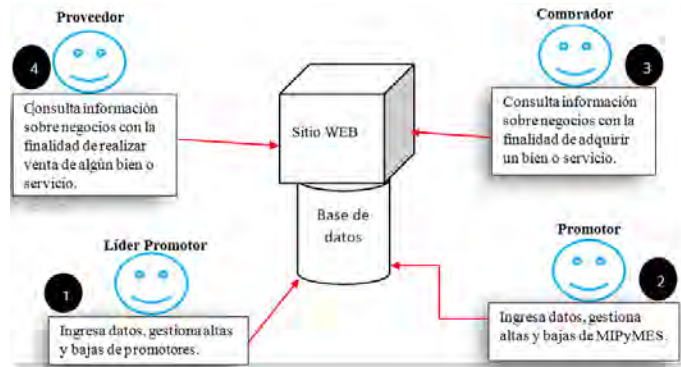 Proveedor
4
Consulta información
sobre negocios con la
finalidad de realizar
venta de algún bien o
servicio.
Comprador
3
Consulta información
sobre negocios con la
finalidad de adquirir
un bien o servicio.
Sitio WEB
Base de
datos
Líder Promotor
1
Ingresa datos, gestiona altas
y bajas de promotores.
Promotor
2
Ingresa datos, gestiona
altas y bajas de MIPyMES.